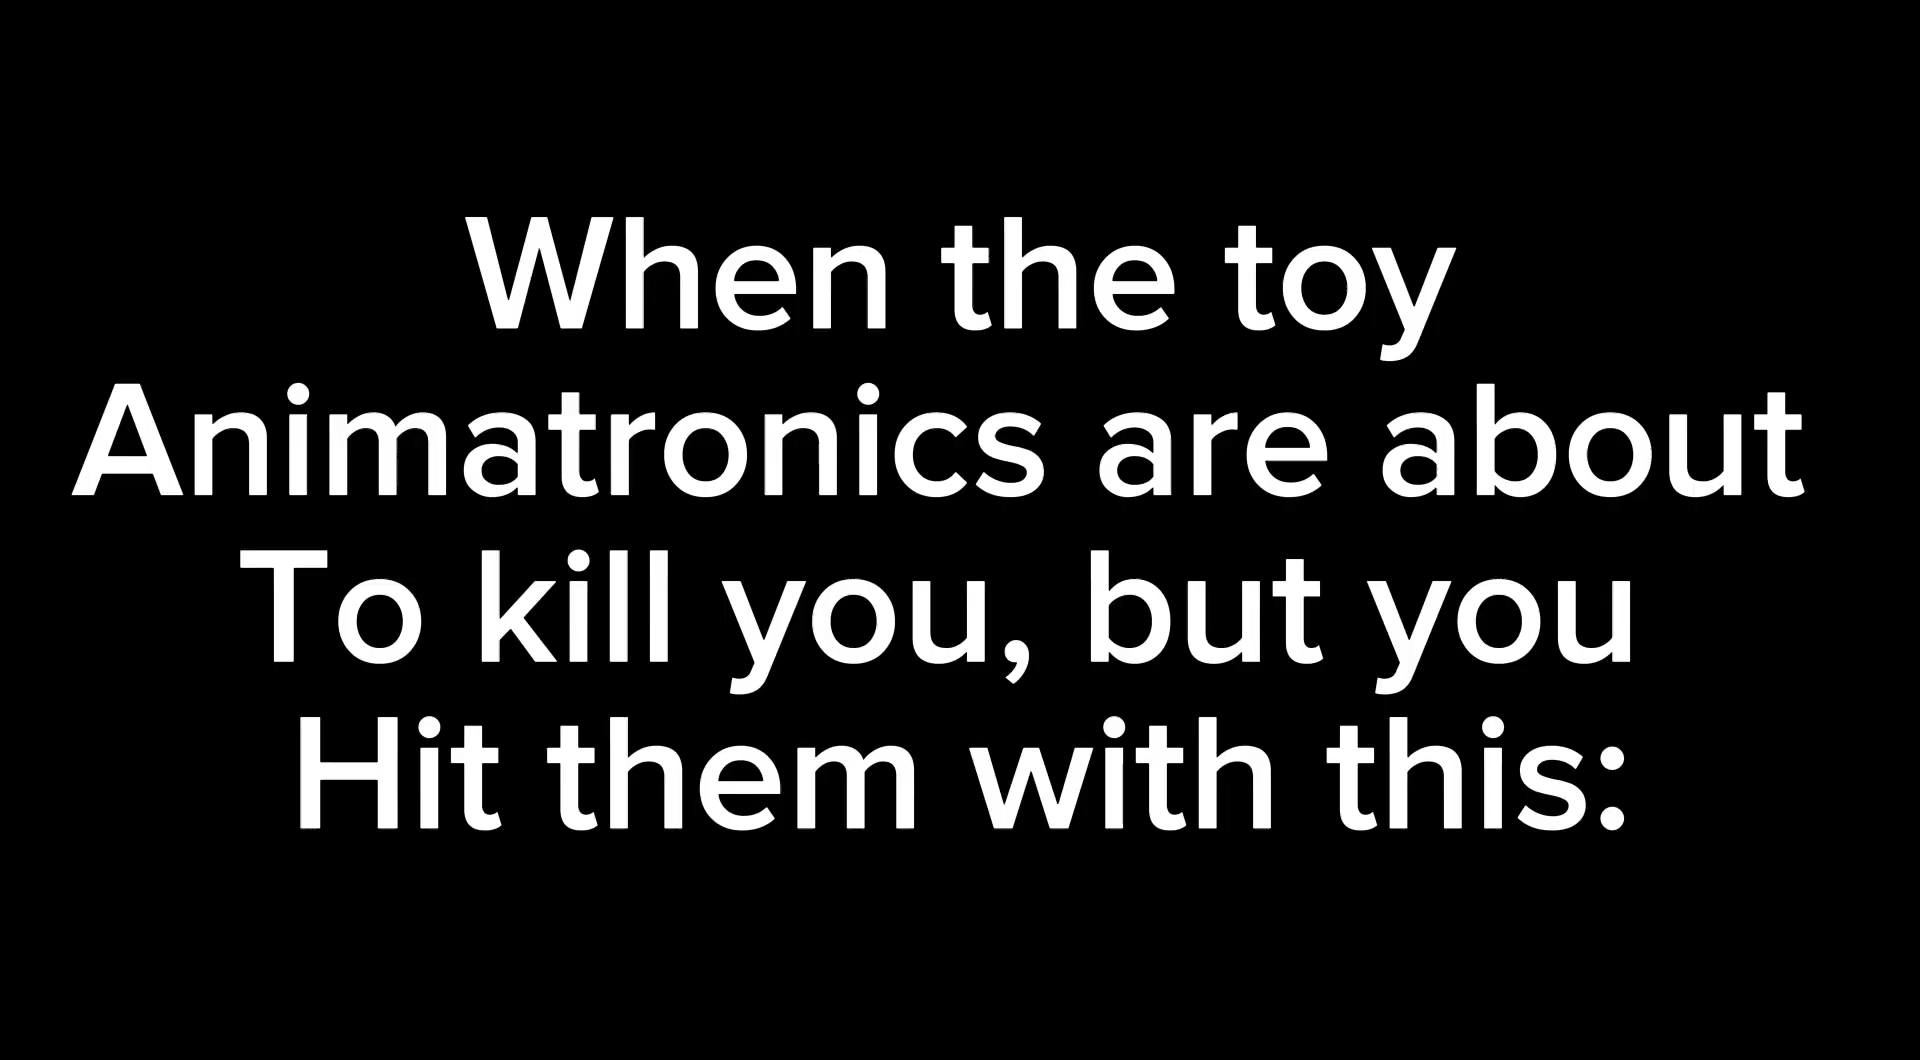 When the toy
Animatronics are about
To kill you, but you
Hit them with this: